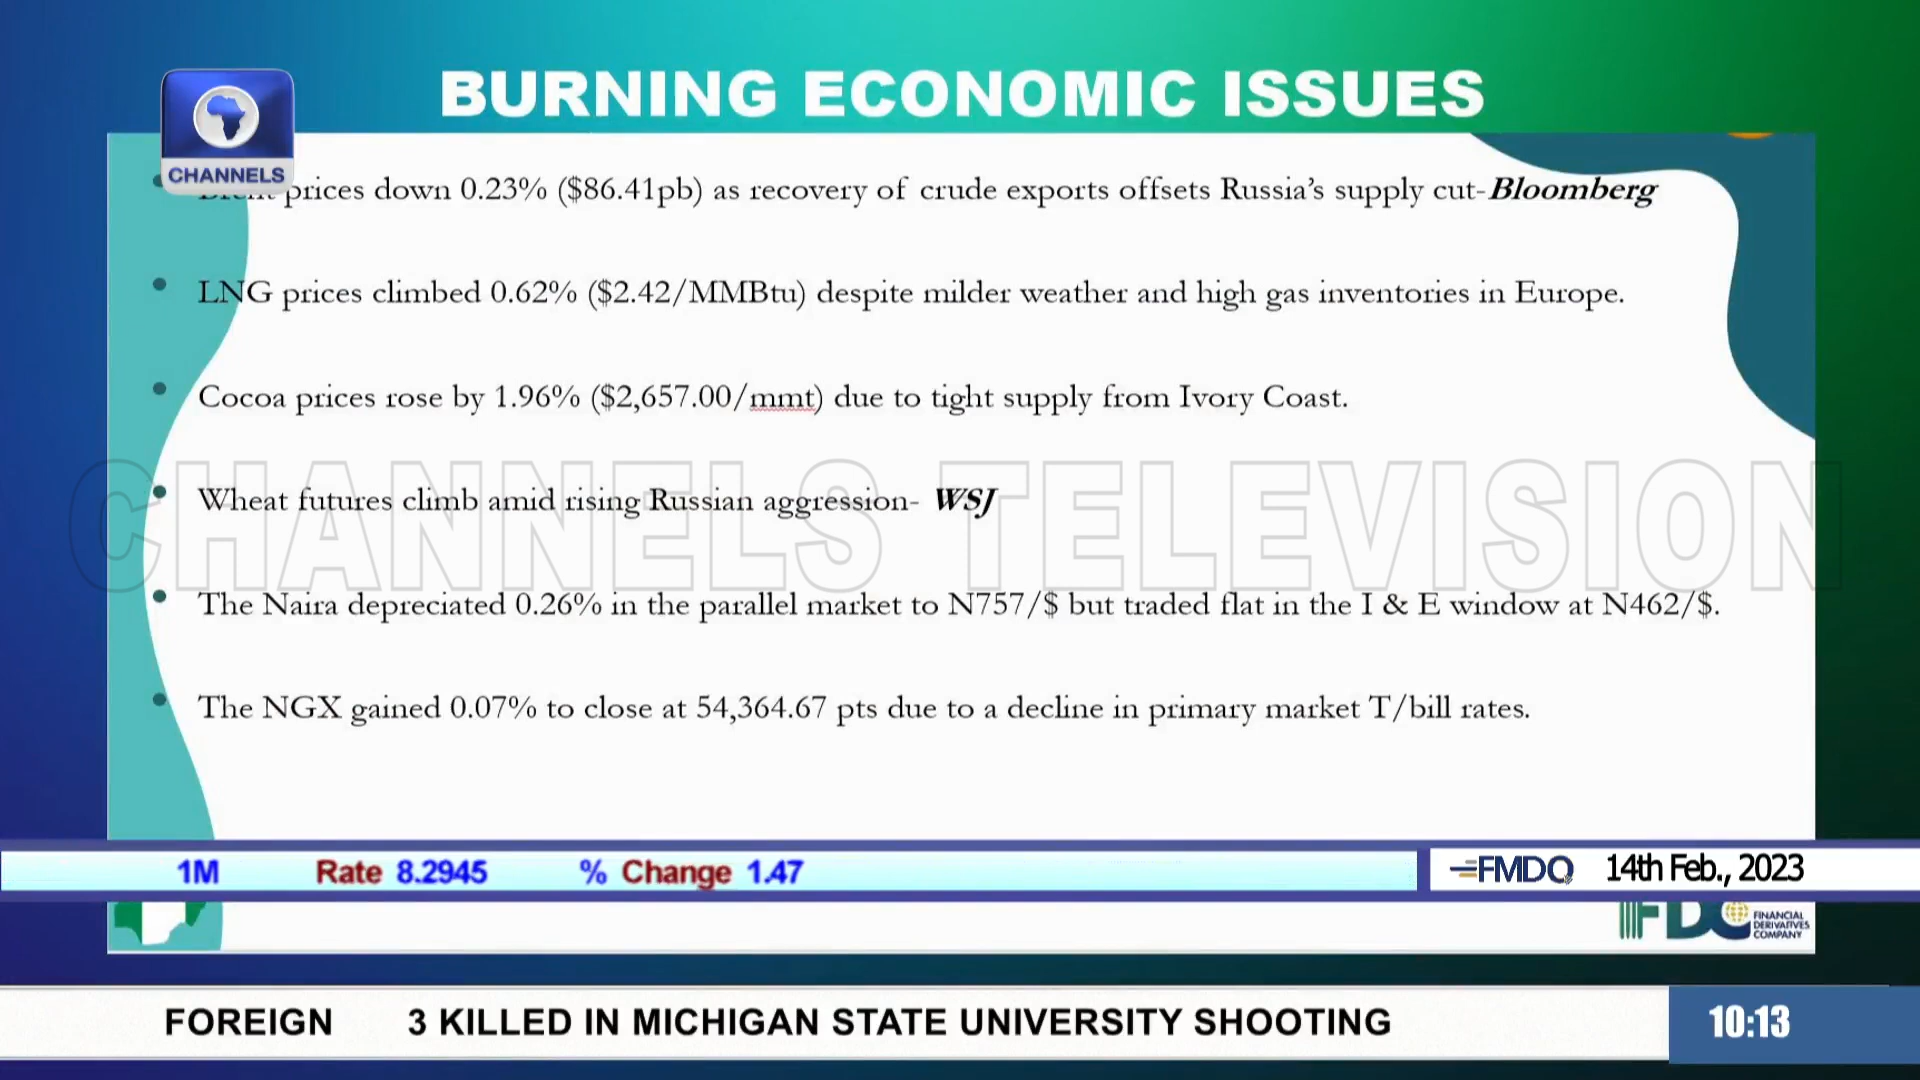 BURNING ECONOMIC ISSUES
CHANNELS
prices down 0.23% ($86.41pb) as recovery of crude exports offsets Russia’s supply cut-Bloomberg
• LNG prices climbed 0.62% ($2.42/MMBtu) despite milder weather and high gas inventories in Europe.
• Cocoa prices rose by 1.96% ($2,657.00/mmt) due to tight supply from Ivory Coast.
CHANNELS TELEVISION
• Wheat futures climb amid rising Russian aggression- WSJ
• The Naira depreciated 0.26% in the parallel market to N757/$ but traded flat in the I & E window at N462/$.
• The NGX gained 0.07% to close at 54,364.67 pts due to a decline in primary market T/bill rates.
1M Rate 8.2945 % Change 1.47
FMDQ 14th Feb., 2023
FDC FINANCIAL
DERIVATIVES
COMPANY
FOREIGN 3 KILLED IN MICHIGAN STATE UNIVERSITY SHOOTING
10:13